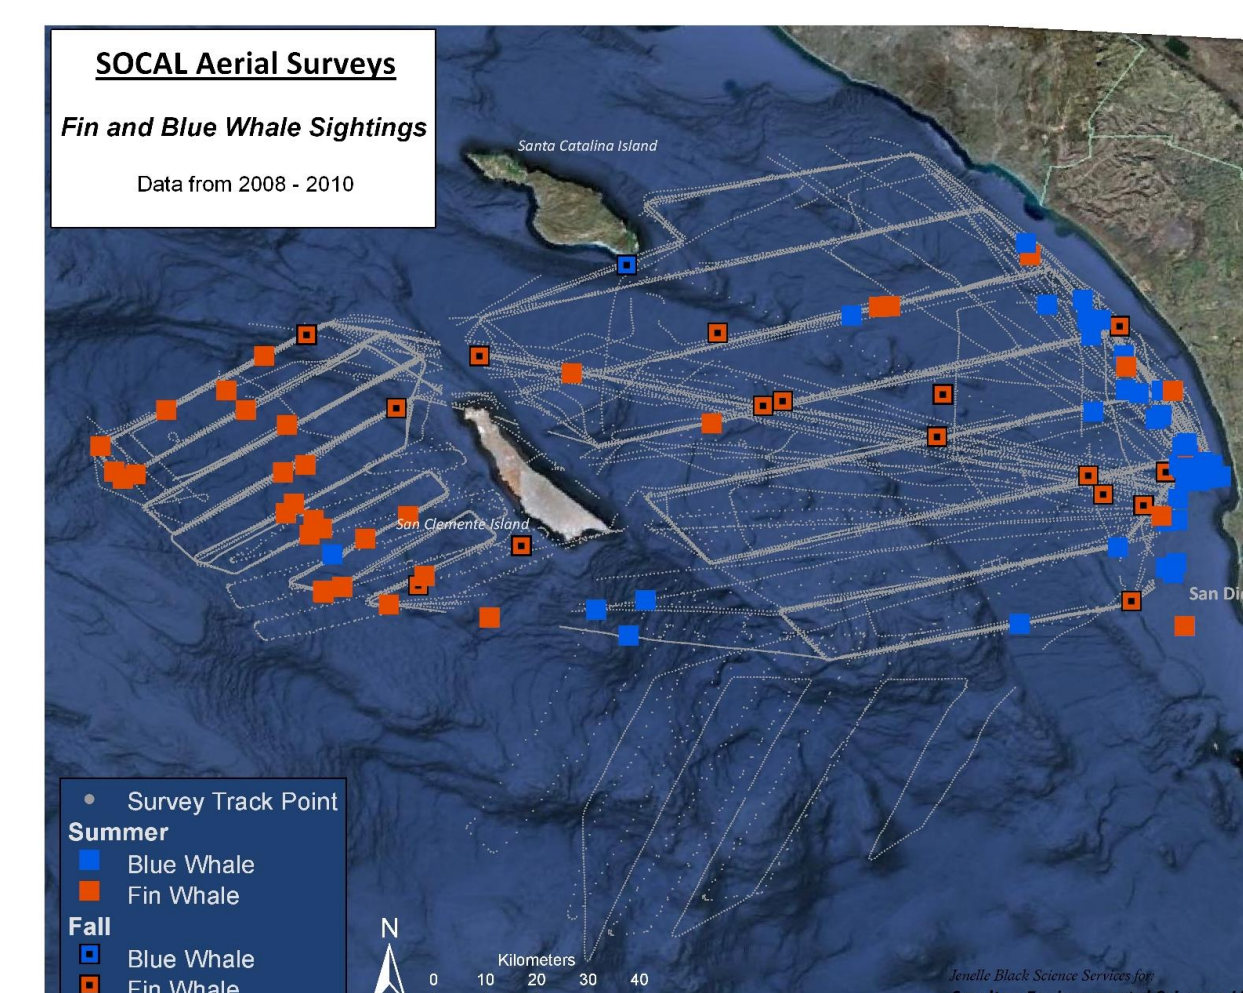 SOCAL Aerial Surveys
Fin and Blue Whale Sightings
Data from 2008 - 2010
Santa Catalina Island
San Clemente Island
San Di
Survey Track Point
Summer
Blue Whale
Fin Whale
Fall
Blue Whale
Fin Whale
N
Kilometers
0 10 20 30 40
Jenelle Black Science Services for: